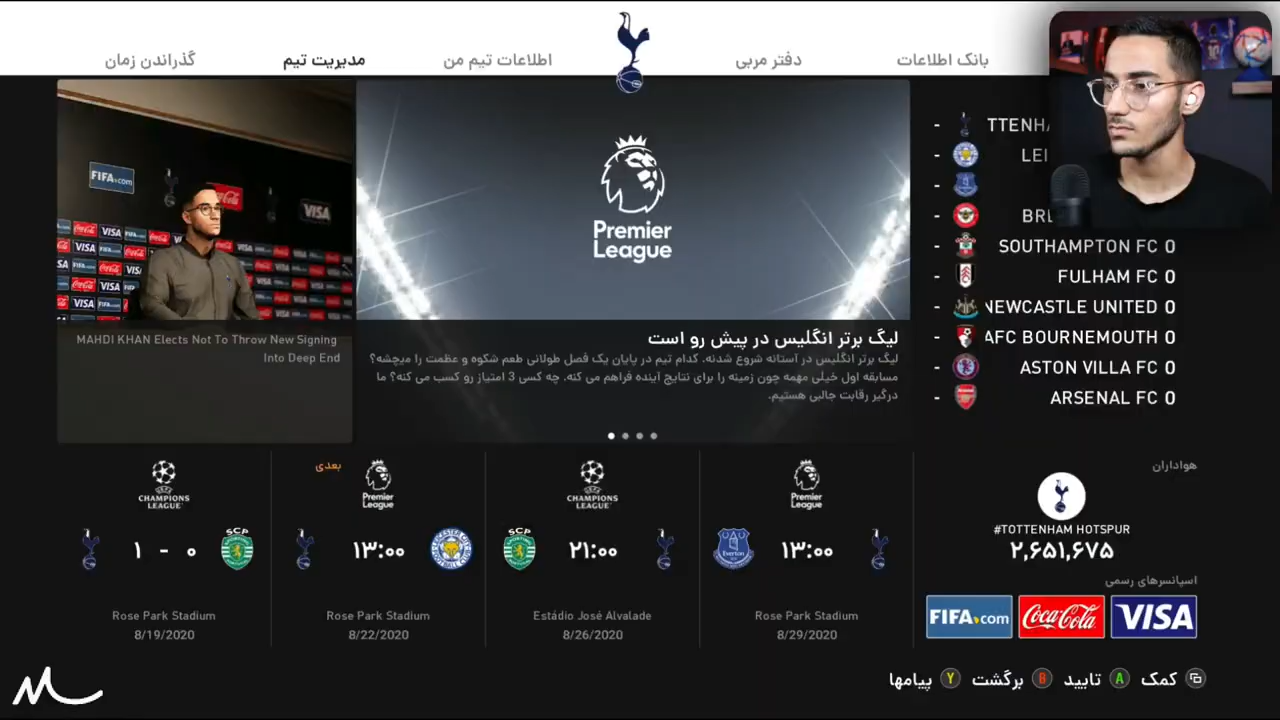 گذراندن زمان
مدیریت تیم
اطلاعات تیم من
دفتر مربی
بانک اطلاعات
FIFA.com
VISA
Coca-Cola
MAHDI KHAN Elects Not To Throw New Signing
Into Deep End
Premier
League
لیگ برتر انگلیس در پیش رو است
لیگ برتر انگلیس در آستانه شروع شدنه. کدام تیم در پایان یک فصل طولانی طعم شکوه و عظمت را میچشه؟
مسابقه اول خیلی مهمه چون زمینه را برای نتایج آینده فراهم می کنه. چه کسی 3 امتیاز رو کسب می کنه؟ ما
درگیر رقابت جالبی هستیم.
- TTENHA
- LEI
-
- BRE
- SOUTHAMPTON FC 0
- FULHAM FC 0
- NEWCASTLE UNITED 0
- AFC BOURNEMOUTH 0
- ASTON VILLA FC 0
- ARSENAL FC 0
UEFA
CHAMPIONS
LEAGUE
۱ - ۰
SCP
Rose Park Stadium
8/19/2020
بعدی
Premier
League
۱۳:۰۰
Rose Park Stadium
8/22/2020
UEFA
CHAMPIONS
LEAGUE
SCP
۲۱:۰۰
Estádio José Alvalade
8/26/2020
Premier
League
Everton
۱۳:۰۰
Rose Park Stadium
8/29/2020
هواداران
#TOTTENHAM HOTSPUR
۲,۶۵۱,۶۷۵
اسپانسرهای رسمی
FIFA.com
Coca-Cola
VISA
کمک
A تایید
B برگشت
Y پیامها
M